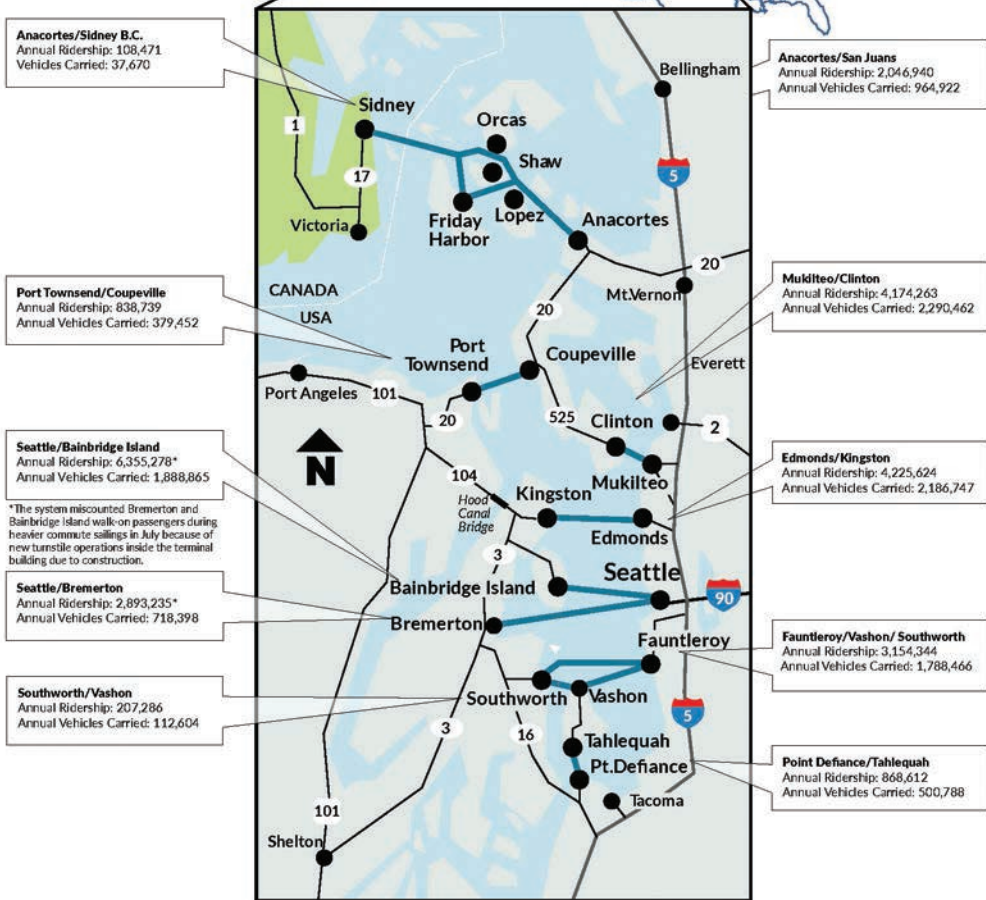 Anacortes/Sidney B.C.
Annual Ridership: 108,471
Vehicles Carried: 37,670
Anacortes/San Juans
Annual Ridership: 2,046,940
Annual Vehicles Carried: 964,922
Bellingham
Sidney
Orcas
1
Shaw
5
17
Victoria
Friday
Harbor
Lopez
Anacortes
20
Mt.Vernon
CANADA
USA
20
Port Townsend/Coupeville
Annual Ridership: 838,739
Annual Vehicles Carried: 379,452
Mukilteo/Clinton
Annual Ridership: 4,174,263
Annual Vehicles Carried: 2,290,462
Port
Townsend
Coupeville
Everett
Port Angeles
101
20
525
Clinton
2
Mukilteo
N
104
Hood
Canal
Bridge
Kingston
Edmonds
Seattle/Bainbridge Island
Annual Ridership: 6,355,278*
Annual Vehicles Carried: 1,888,865
*The system miscounted Bremerton and
Bainbridge Island walk-on passengers during
heavier commute sailings in July because of
new turnstile operations inside the terminal
building due to construction.
Edmonds/Kingston
Annual Ridership: 4,225,624
Annual Vehicles Carried: 2,186,747
3
Seattle
Bainbridge Island
90
Bremerton
Seattle/Bremerton
Annual Ridership: 2,893,235*
Annual Vehicles Carried: 718,398
Fauntleroy
Fauntleroy/Vashon/ Southworth
Annual Ridership: 3,154,344
Annual Vehicles Carried: 1,788,466
Southworth
Vashon
Southworth/Vashon
Annual Ridership: 207,286
Annual Vehicles Carried: 112,604
5
3
16
Tahlequah
Pt.Defiance
Point Defiance/Tahlequah
Annual Ridership: 868,612
Annual Vehicles Carried: 500,788
Tacoma
101
Shelton